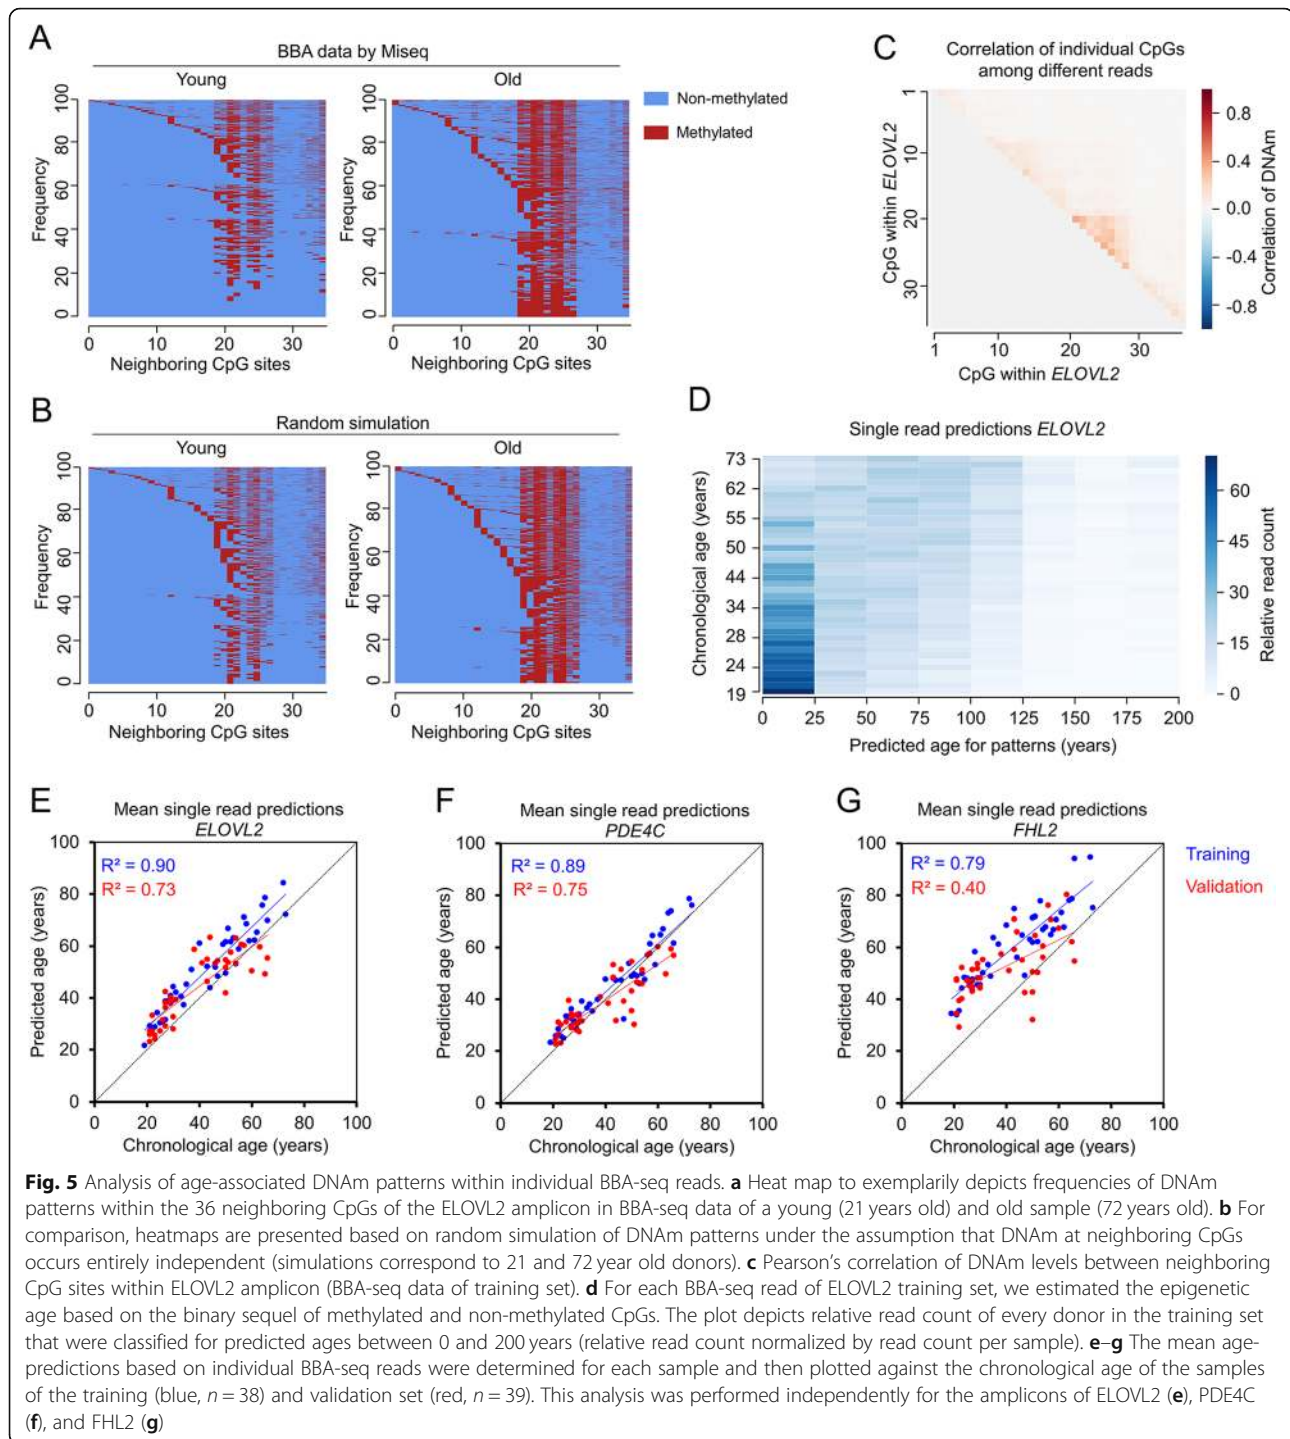 A
BBA data by Miseq
Young
Old
Non-methylated
Methylated
Frequency
100
80
60
40
20
0
0 10 20 30
Neighboring CpG sites
Frequency
100
80
60
40
20
0
0 10 20 30
Neighboring CpG sites
B
Random simulation
Young
Old
Frequency
100
80
60
40
20
0
0 10 20 30
Neighboring CpG sites
Frequency
100
80
60
40
20
0
0 10 20 30
Neighboring CpG sites
C
Correlation of individual CpGs
among different reads
CpG within ELOVL2
1
10
20
30
1 10 20 30
CpG within ELOVL2
0.8
0.4
0.0
-0.4
-0.8
Correlation of DNAm
D
Single read predictions ELOVL2
Chronological age (years)
73
62
55
50
44
34
28
24
19
0 25 50 75 100 125 150 175 200
Predicted age for patterns (years)
60
45
30
15
0
Relative read count
E
Mean single read predictions
ELOVL2
R² = 0.90
R² = 0.73
Predicted age (years)
100
80
60
40
20
0
0 20 40 60 80 100
Chronological age (years)
F
Mean single read predictions
PDE4C
R² = 0.89
R² = 0.75
Predicted age (years)
100
80
60
40
20
0
0 20 40 60 80 100
Chronological age (years)
G
Mean single read predictions
FHL2
R² = 0.79
R² = 0.40
Predicted age (years)
100
80
60
40
20
0
0 20 40 60 80 100
Chronological age (years)
Training
Validation
Fig. 5 Analysis of age-associated DNAm patterns within individual BBA-seq reads. a Heat map to exemplarily depicts frequencies of DNAm
patterns within the 36 neighboring CpGs of the ELOVL2 amplicon in BBA-seq data of a young (21 years old) and old sample (72 years old). b For
comparison, heatmaps are presented based on random simulation of DNAm patterns under the assumption that DNAm at neighboring CpGs
occurs entirely independent (simulations correspond to 21 and 72 year old donors). c Pearson's correlation of DNAm levels between neighboring
CpG sites within ELOVL2 amplicon (BBA-seq data of training set). d For each BBA-seq read of ELOVL2 training set, we estimated the epigenetic
age based on the binary sequel of methylated and non-methylated CpGs. The plot depicts relative read count of every donor in the training set
that were classified for predicted ages between 0 and 200 years (relative read count normalized by read count per sample). e–g The mean age-
predictions based on individual BBA-seq reads were determined for each sample and then plotted against the chronological age of the samples
of the training (blue, n = 38) and validation set (red, n = 39). This analysis was performed independently for the amplicons of ELOVL2 (e), PDE4C
(f), and FHL2 (g)